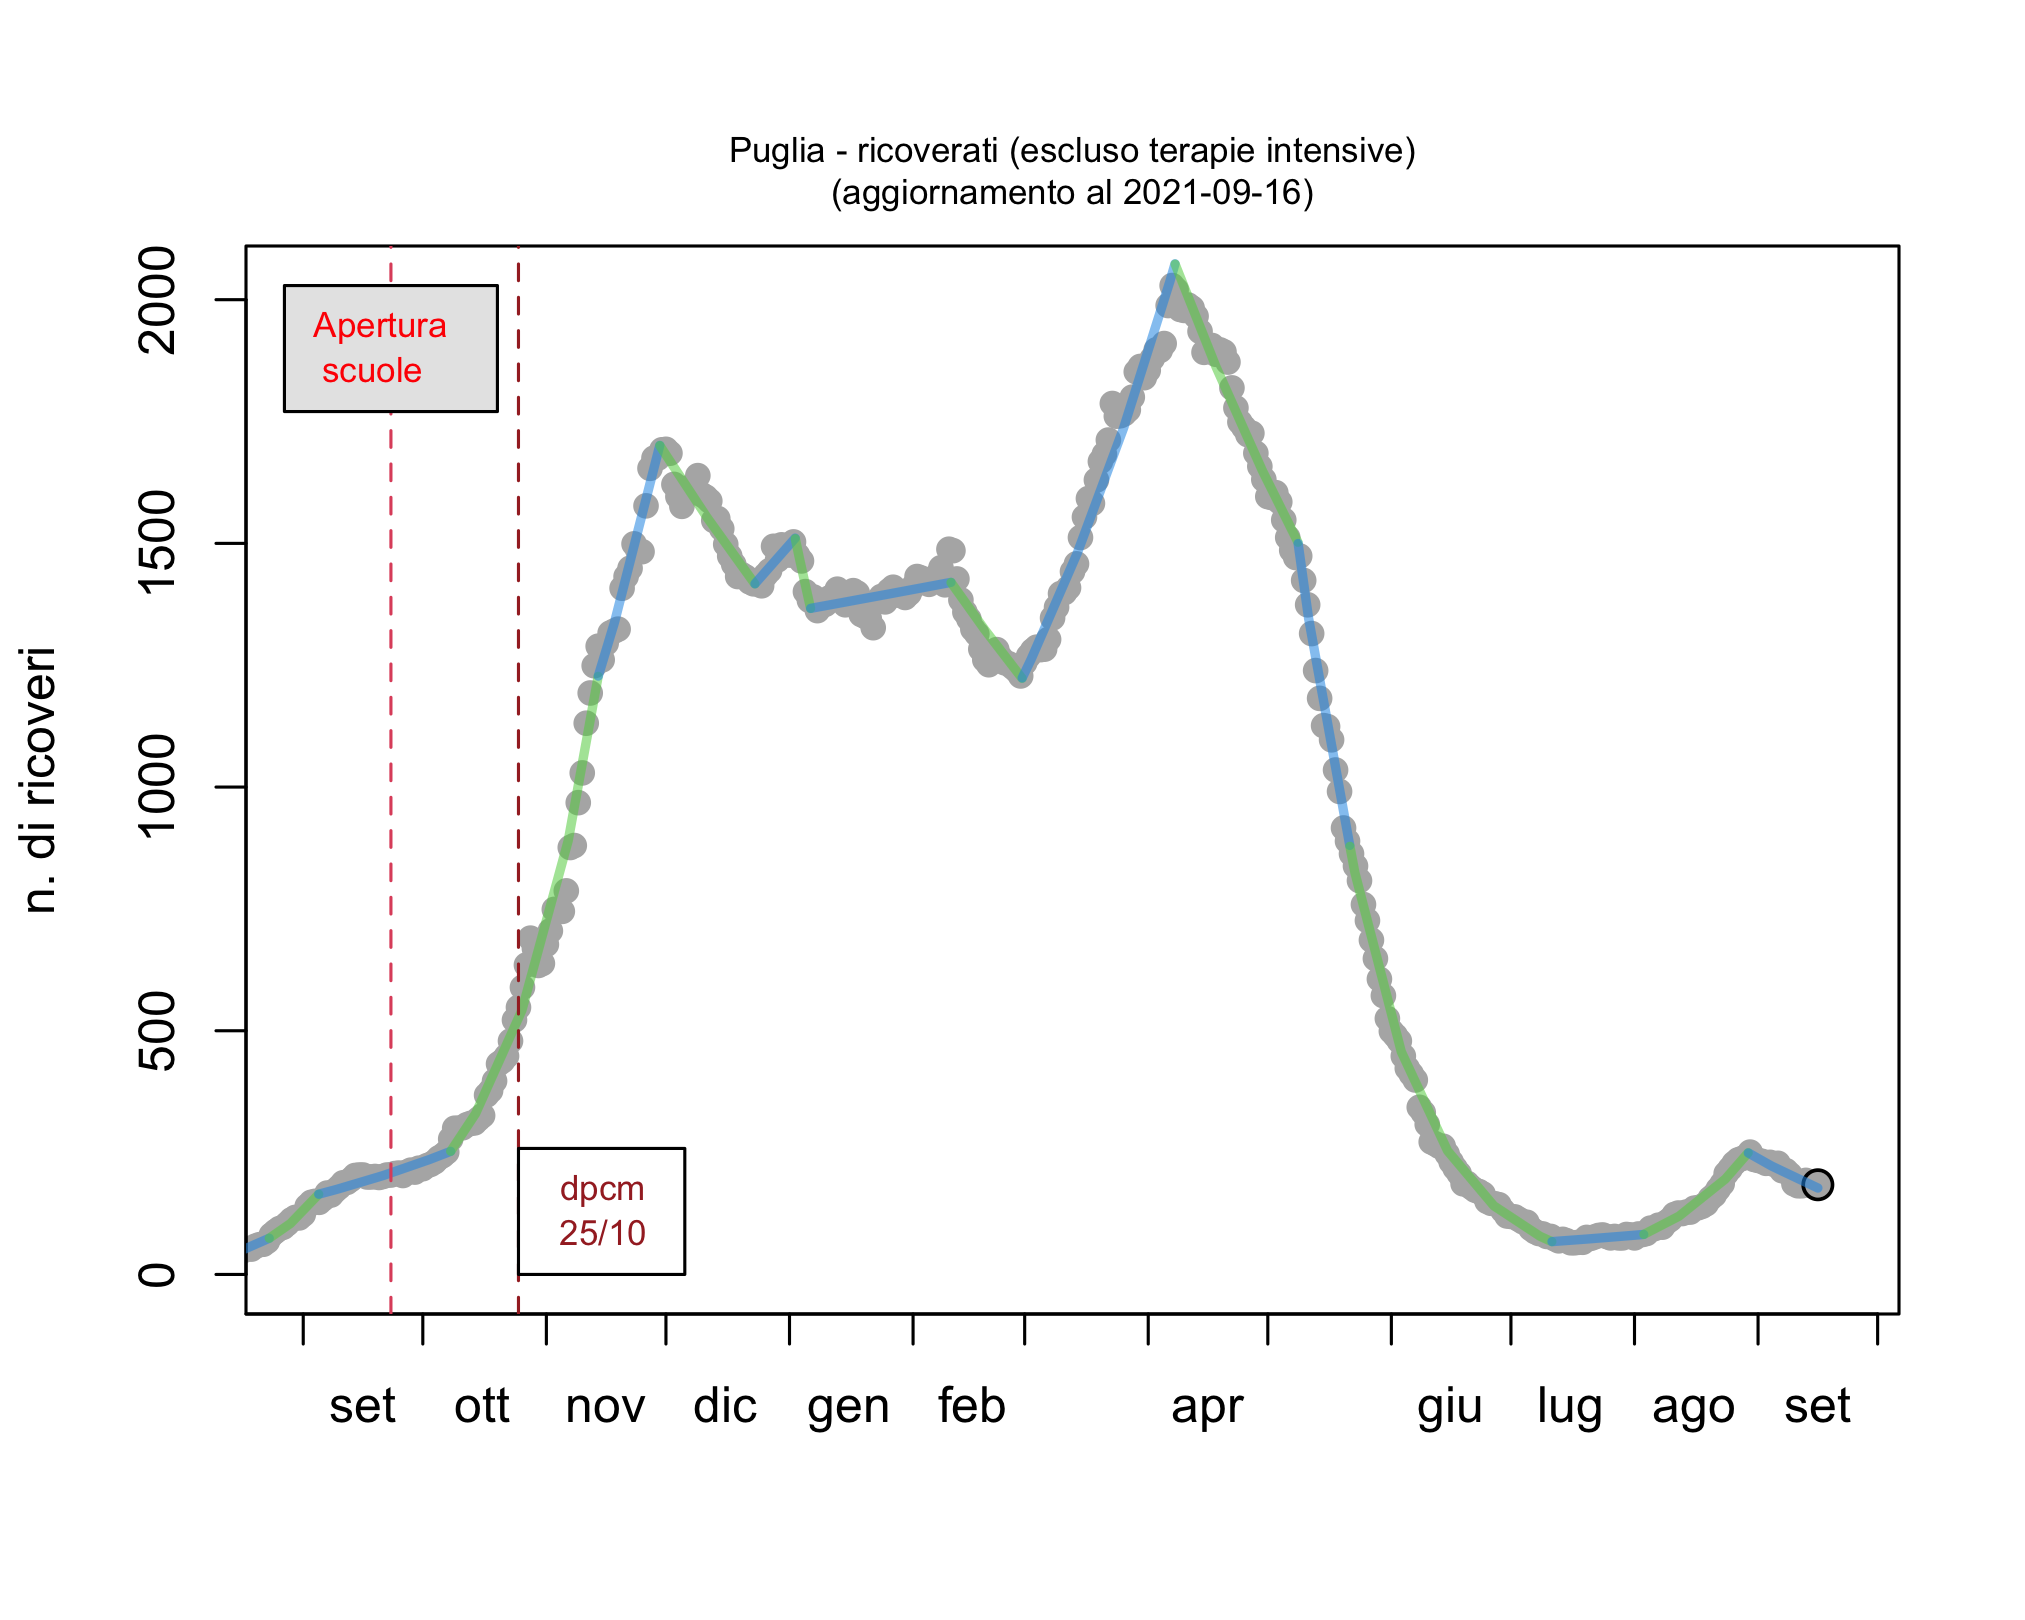 Puglia - ricoverati (escluso terapie intensive)
(aggiornamento al 2021-09-16)
n. di ricoveri
2000
1500
1000
500
0
Apertura
scuole
dpcm
25/10
set ott nov dic gen feb apr giu lug ago set